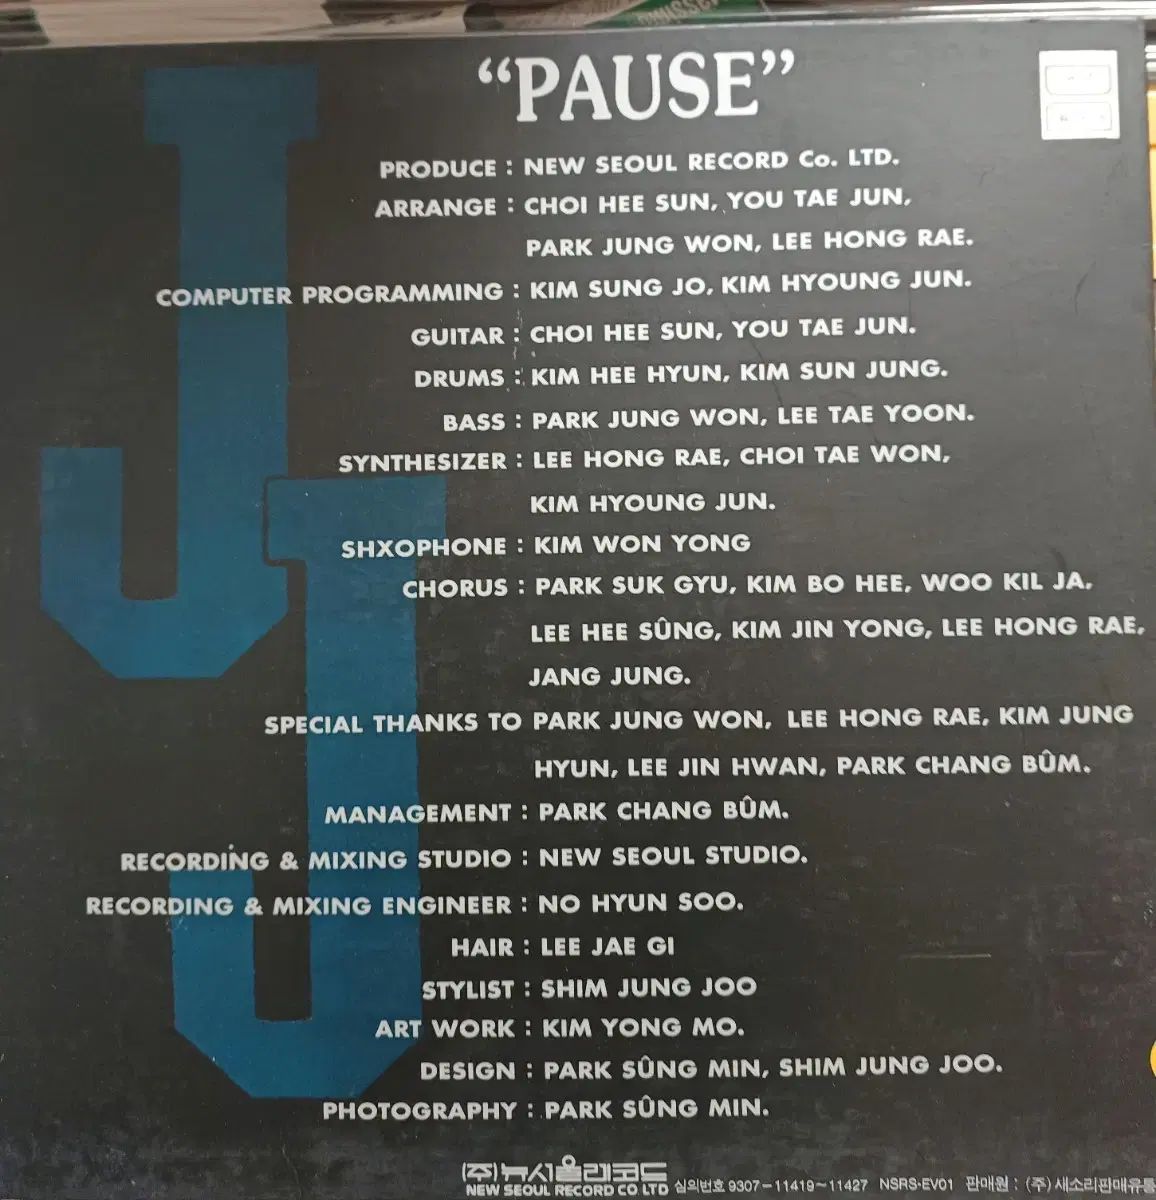 "PAUSE"
PRODUCE : NEW SEOUL RECORD Co. LTD.
ARRANGE : CHOI HEE SUN, YOU TAE JUN,
PARK JUNG WON, LEE HONG RAE.
COMPUTER PROGRAMMING : KIM SUNG JO, KIM HYOUNG JUN.
GUITAR : CHOI HEE SUN, YOU TAE JUN.
DRUMS : KIM HEE HYUN, KIM SUN JUNG.
BASS : PARK JUNG WON, LEE TAE YOON.
SYNTHESIZER : LEE HONG RAE, CHOI TAE WON,
KIM HYOUNG JUN.
SHXOPHONE : KIM WON YONG
CHORUS : PARK SUK GYU, KIM BO HEE, WOO KIL JA,
LEE HEE SÛNG, KIM JIN YONG, LEE HONG RAE,
JANG JUNG.
SPECIAL THANKS TO PARK JUNG WON, LEE HONG RAE, KIM JUNG
HYUN, LEE JIN HWAN, PARK CHANG BÛM.
MANAGEMENT : PARK CHANG BÛM.
RECORDING & MIXING STUDIO : NEW SEOUL STUDIO.
RECORDING & MIXING ENGINEER : NO HYUN SOO.
HAIR : LEE JAE GI
STYLIST : SHIM JUNG JOO
ART WORK : KIM YONG MO.
DESIGN : PARK SÛNG MIN, SHIM JUNG JOO.
PHOTOGRAPHY : PARK SÛNG MIN.
JJ
(주)뉴서울레코드
NEW SEOUL RECORD CO LTD 심의번호 9307-11419~11427 NSRS-EV01 판매원 : (주)새소리판매유통